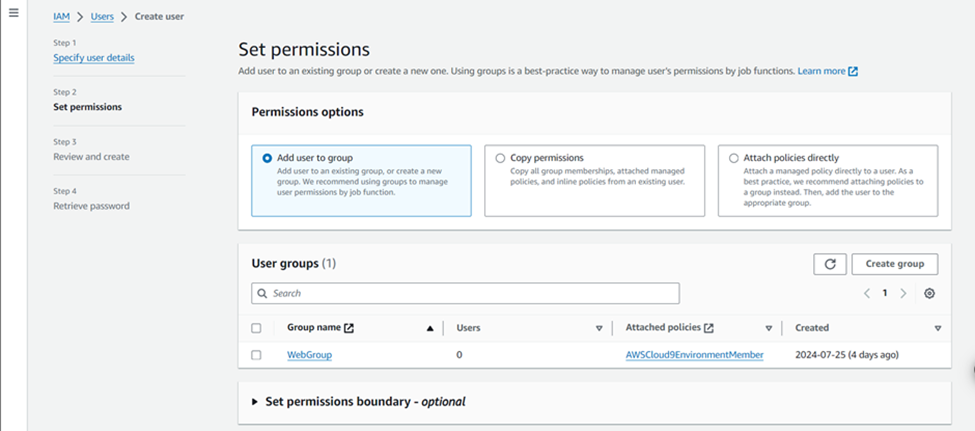 IAM > Users > Create user
Step 1
Specify user details
Step 2
Set permissions
Step 3
Review and create
Step 4
Retrieve password
Set permissions
Add user to an existing group or create a new one. Using groups is a best-practice way to manage user's permissions by job functions. Learn more
Permissions options
Add user to group
Add user to an existing group, or create a new
group. We recommend using groups to manage
user permissions by job function.
Copy permissions
Copy all group memberships, attached managed
policies, and inline policies from an existing user.
Attach policies directly
Attach a managed policy directly to a user. As a
best practice, we recommend attaching policies to
a group instead. Then, add the user to the
appropriate group.
User groups (1)
Create group
Search
1
Group name Users Attached policies Created
WebGroup 0 AWSCloud9EnvironmentMember 2024-07-25 (4 days ago)
Set permissions boundary - optional